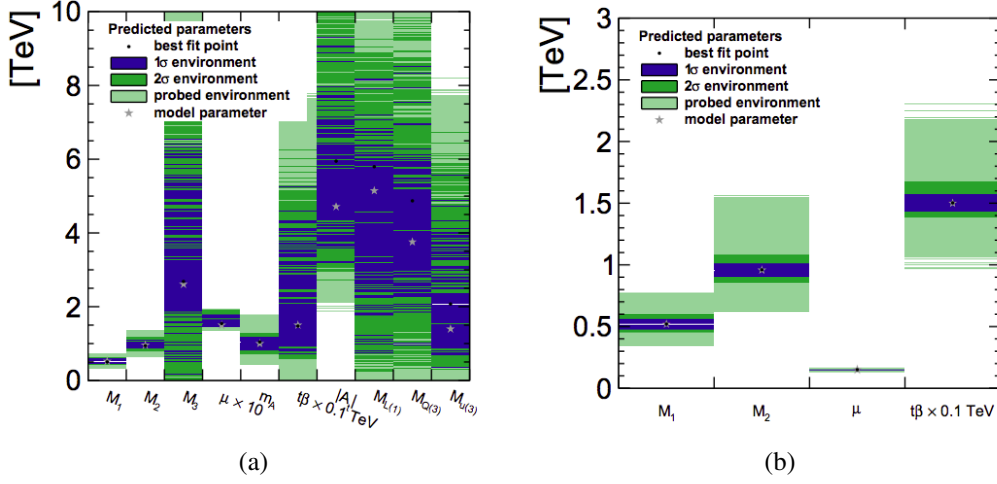 [TeV]
10
8
6
4
2
0
Predicted parameters
best fit point
1σ environment
2σ environment
probed environment
model parameter
M1
M2
M3
μ × 10
mA
tβ × 0.1 TeV
|At|
ML(1)
MQ(3)
Mu(3)
(a)
[TeV]
3
2.5
2
1.5
1
0.5
0
Predicted parameters
best fit point
1σ environment
2σ environment
probed environment
model parameter
M1
M2
μ
tβ × 0.1 TeV
(b)